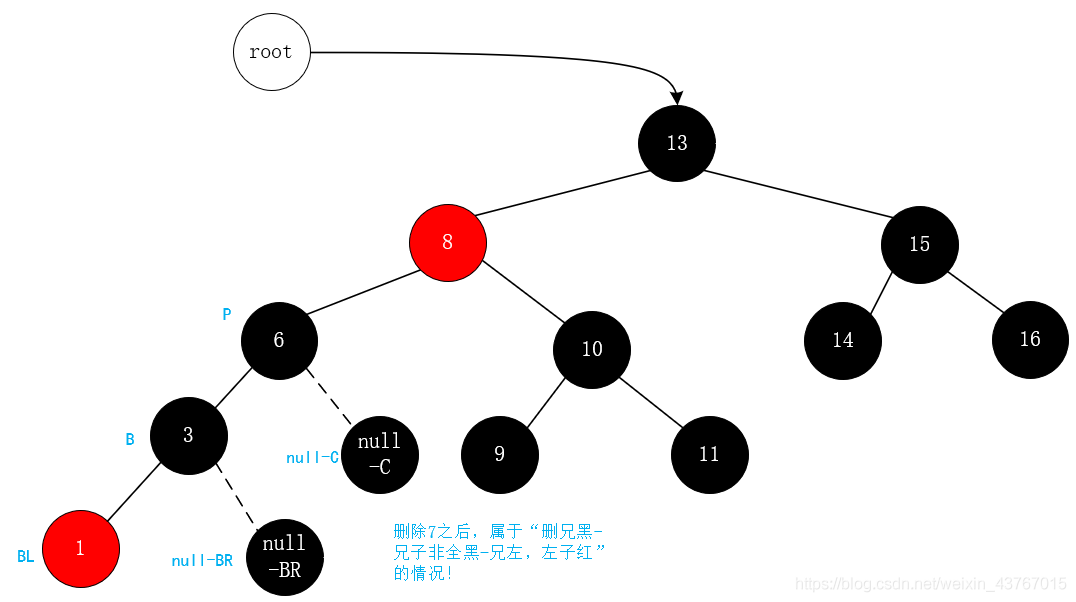 root
13
8
15
P
6
10
14
16
B
3
null-C
null
-C
9
11
BL
1
null-BR
null
-BR
删除7之后，属于“删兄黑-
兄子非全黑-兄左，左子红”
的情况！
https://blog.csdn.net/weixin_43767015